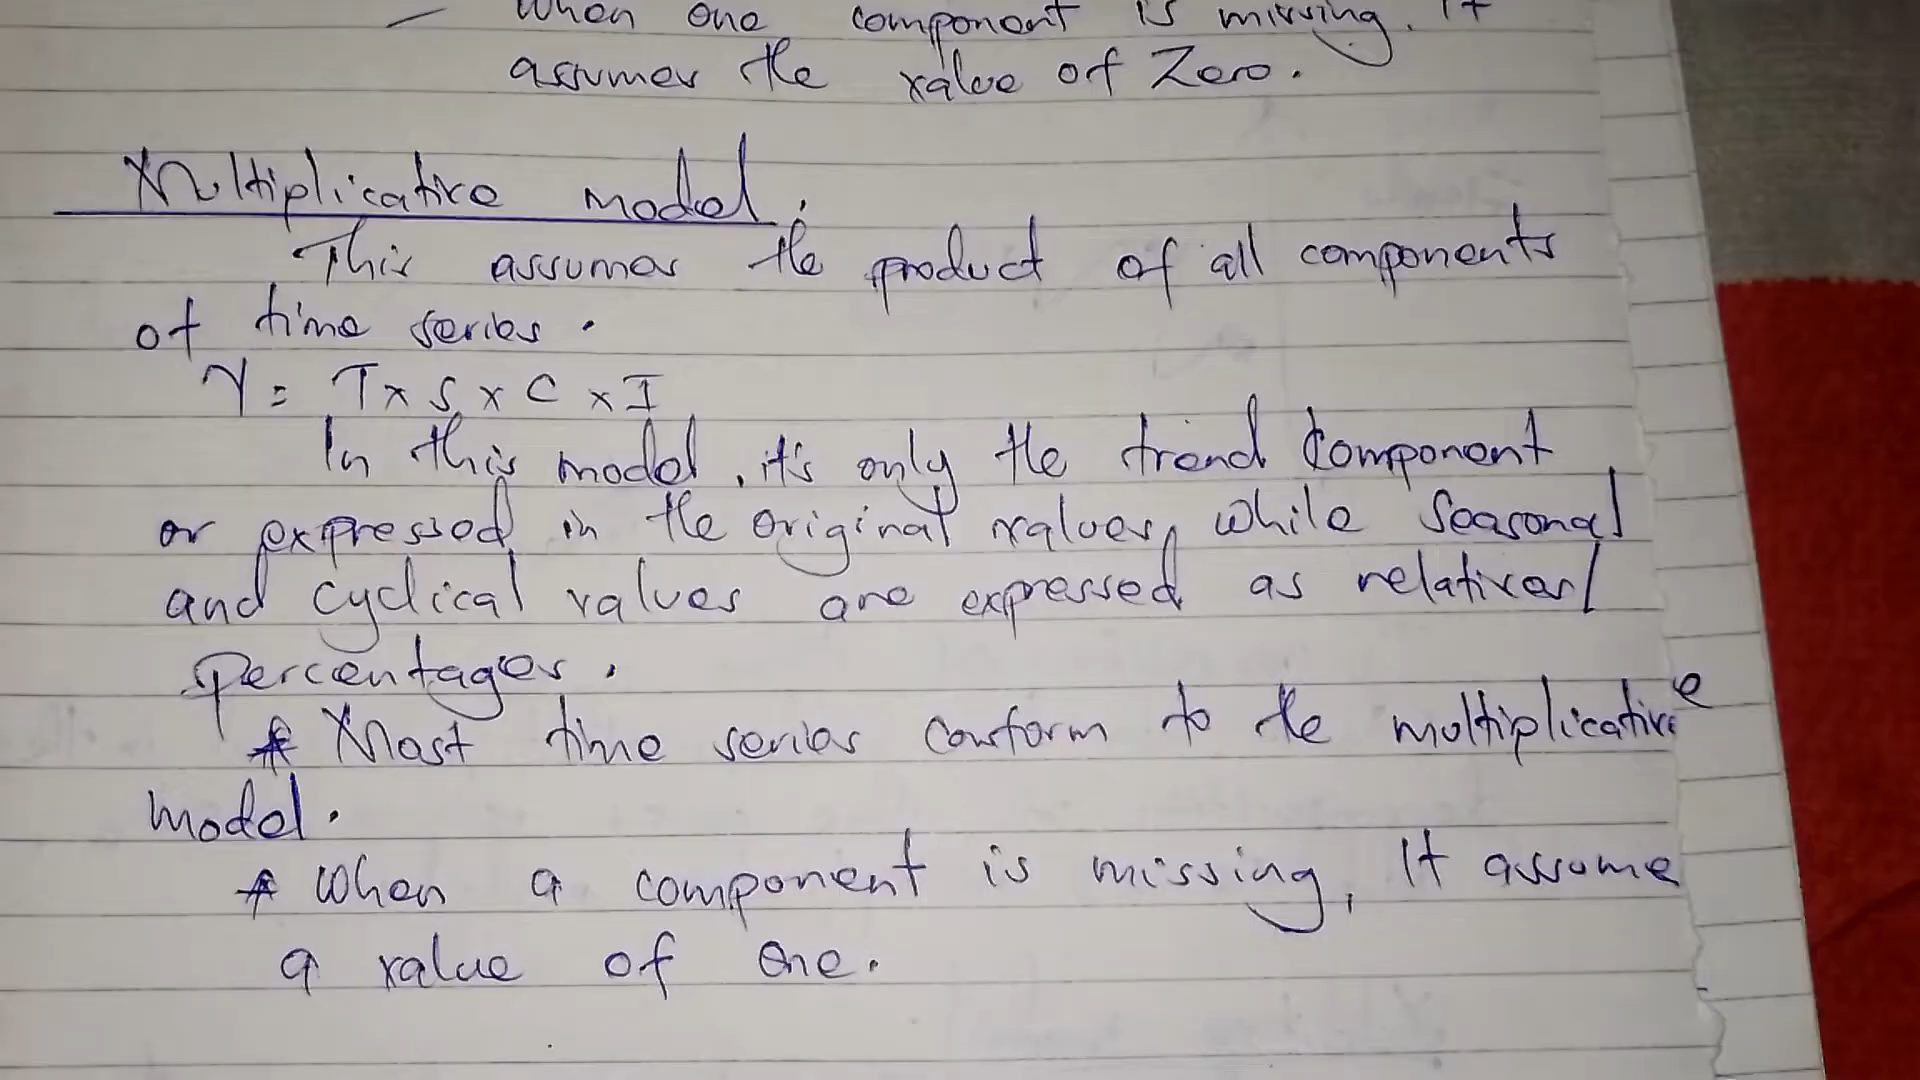 - When one component is missing, it
assumes the value of Zero.
Multiplicative model.
This assumes the product of all components
of time series.
Y = T x S x C x I
In this model, it's only the trend component
or expressed in the original values, while Seasonal
and cyclical values are expressed as relatives/
percentages.
* Most time series conform to the multiplicative
model.
* When a component is missing, It assume
a value of one.